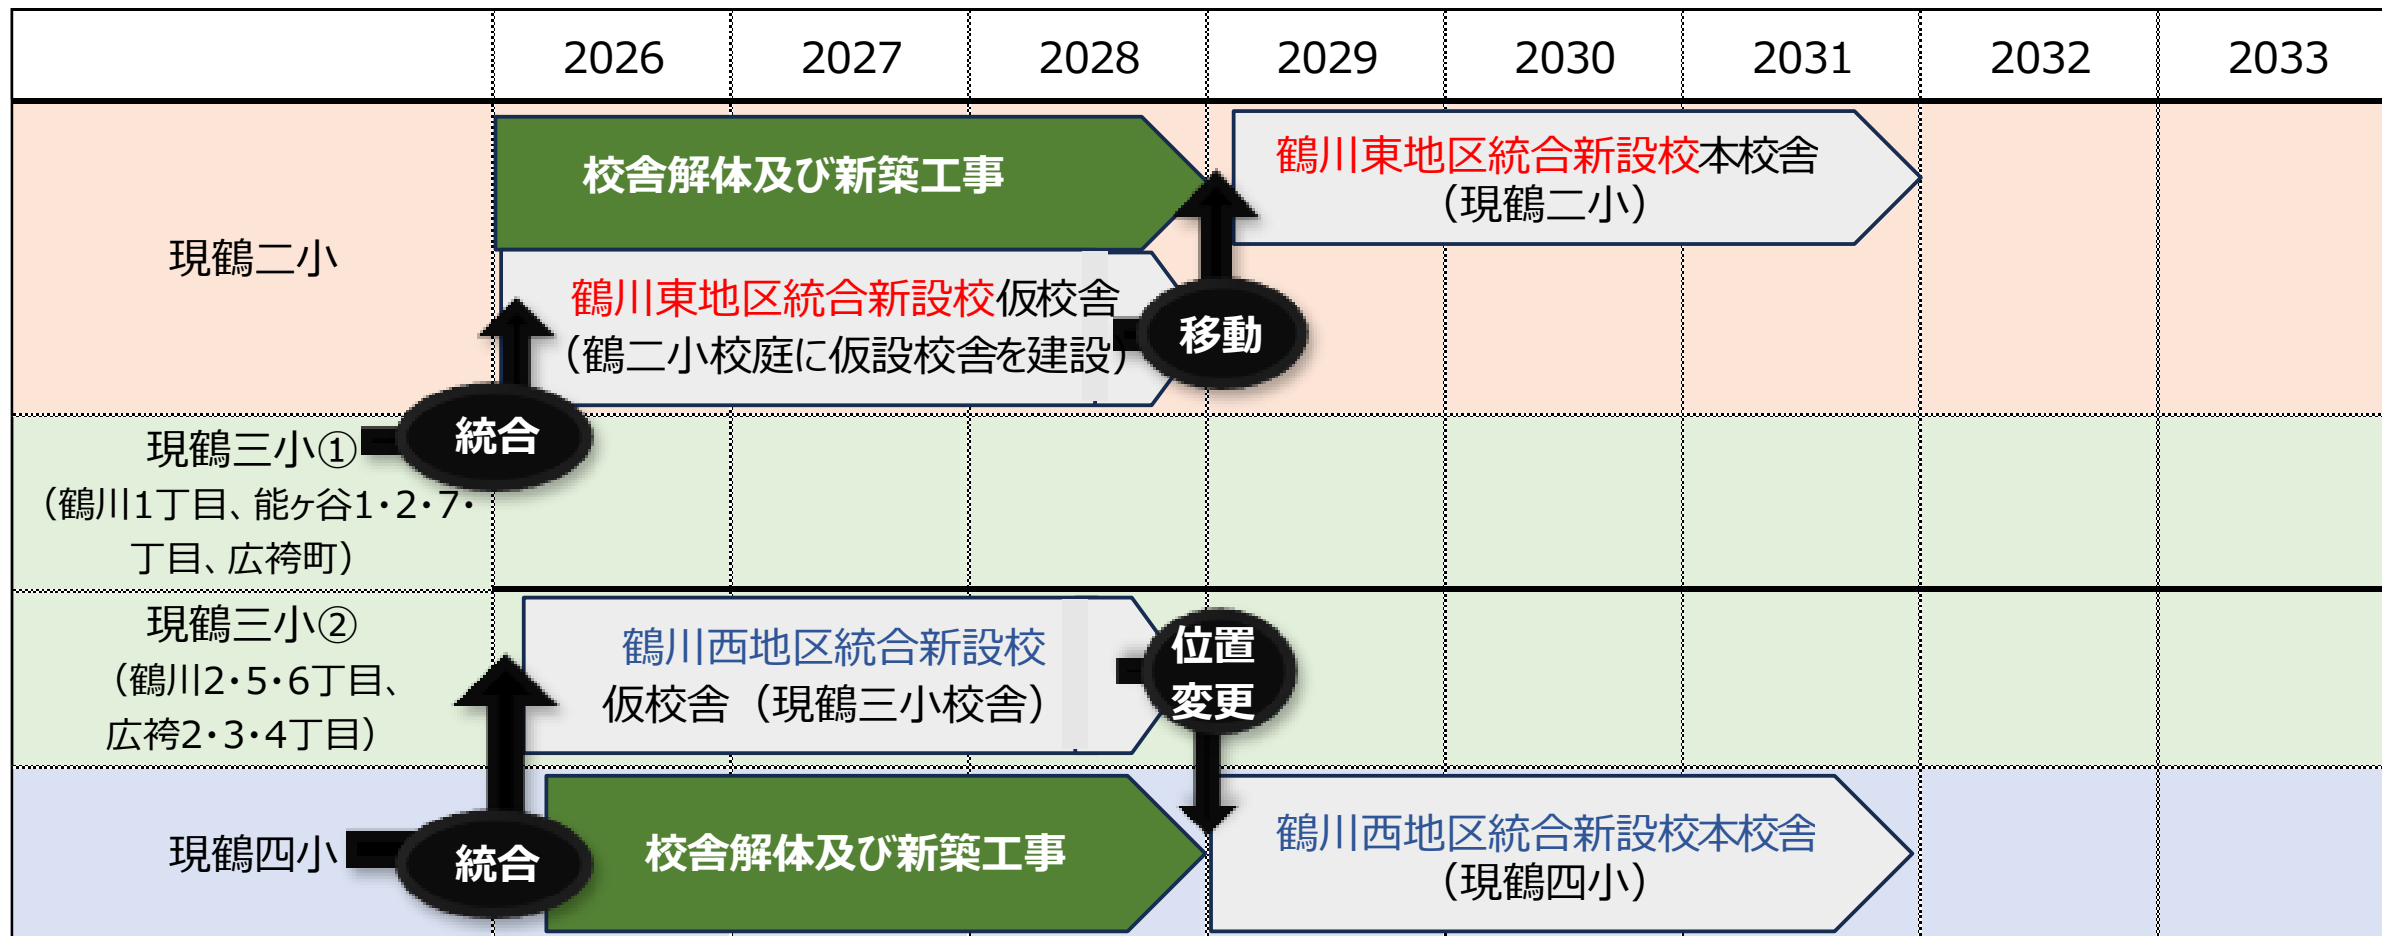 2026 2027 2028 2029 2030 2031 2032 2033
現鶴二小
校舎解体及び新築工事
鶴川東地区統合新設校本校舎
（現鶴二小）
鶴川東地区統合新設校仮校舎
（鶴二小校庭に仮設校舎を建設）
移動
統合
現鶴三小①
（鶴川1丁目、能ヶ谷1・2・7・
丁目、広袴町）
現鶴三小②
（鶴川2・5・6丁目、
広袴2・3・4丁目）
鶴川西地区統合新設校
仮校舎（現鶴三小校舎）
位置
変更
現鶴四小
統合
校舎解体及び新築工事
鶴川西地区統合新設校本校舎
（現鶴四小）